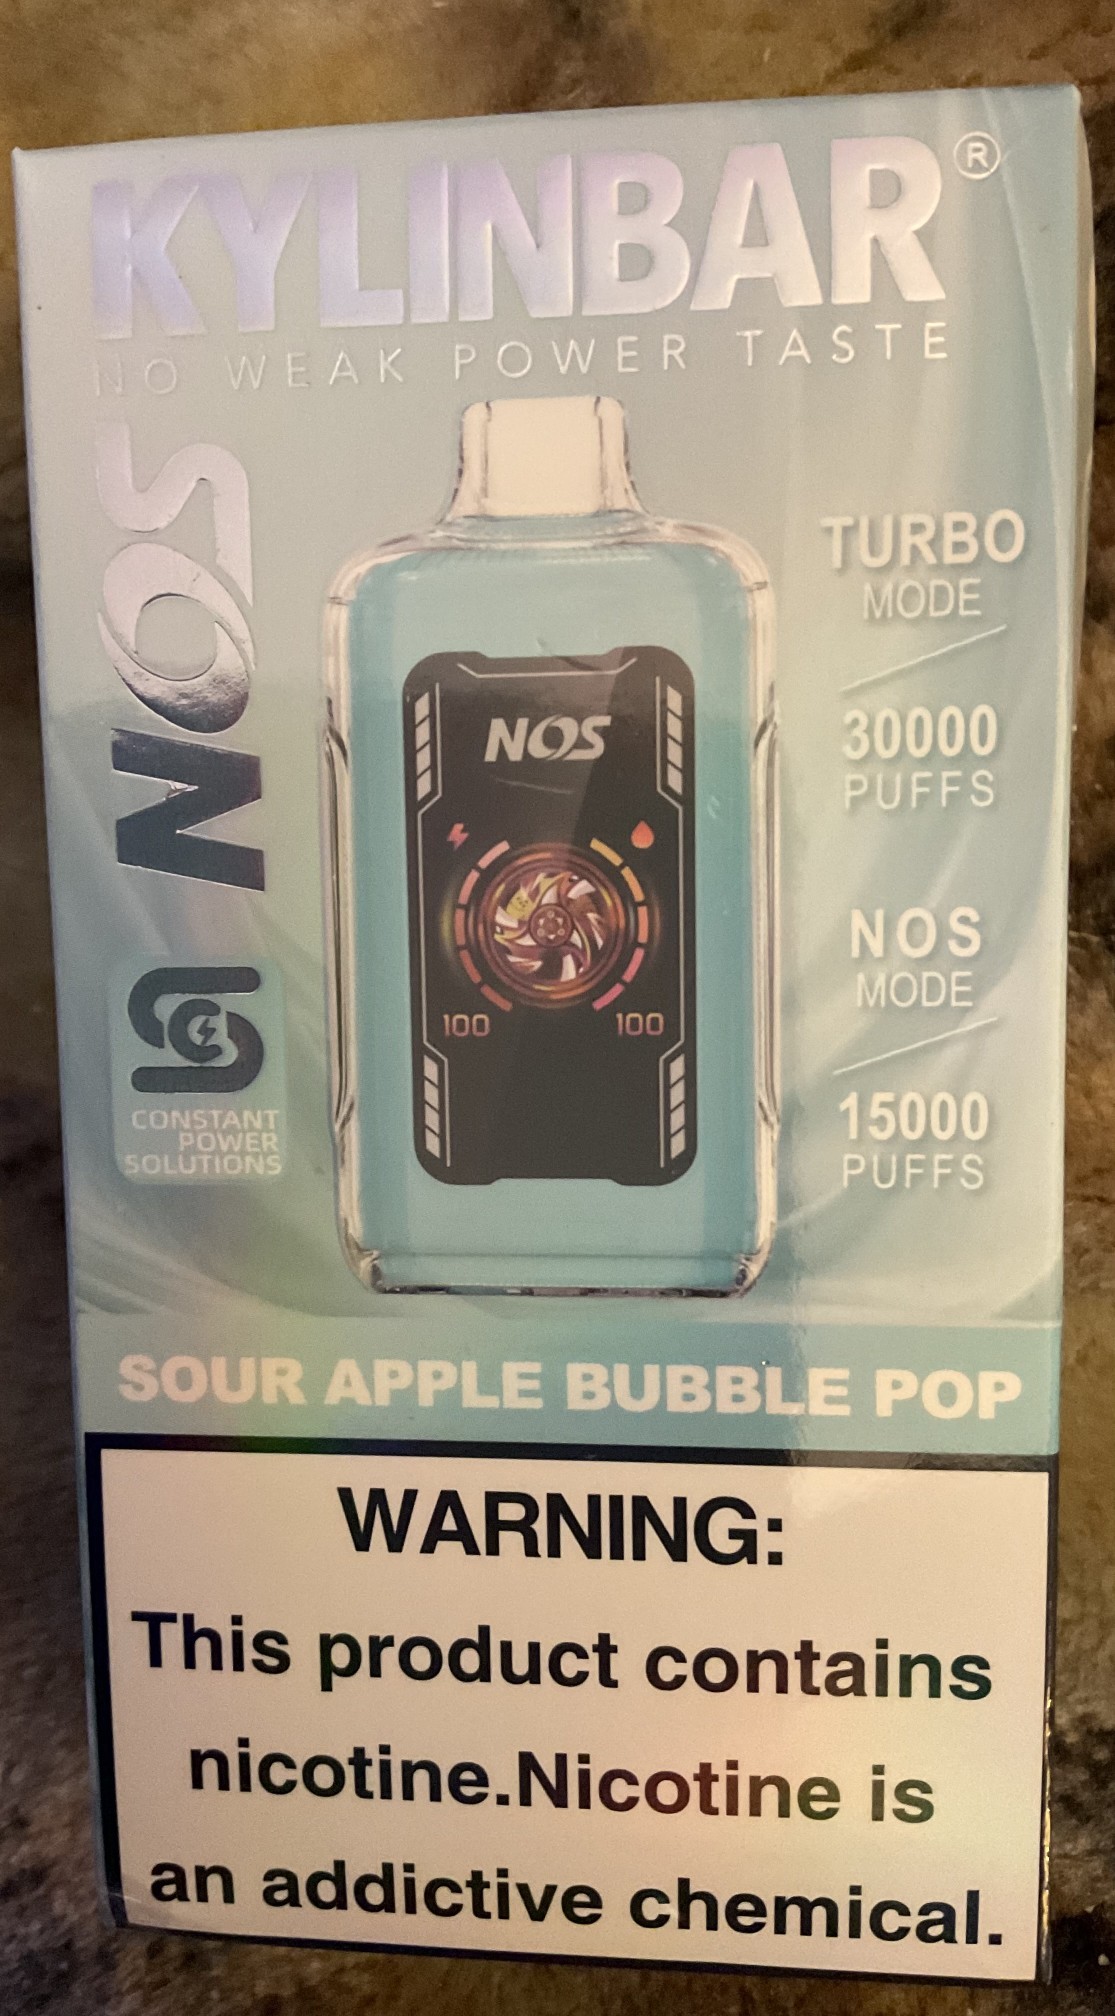 KYLINBAR®
NO WEAK POWER TASTE
NOS
CONSTANT
POWER
SOLUTIONS
NOS
100 100
TURBO
MODE
30000
PUFFS
NOS
MODE
15000
PUFFS
SOUR APPLE BUBBLE POP
WARNING:
This product contains
nicotine.Nicotine is
an addictive chemical.